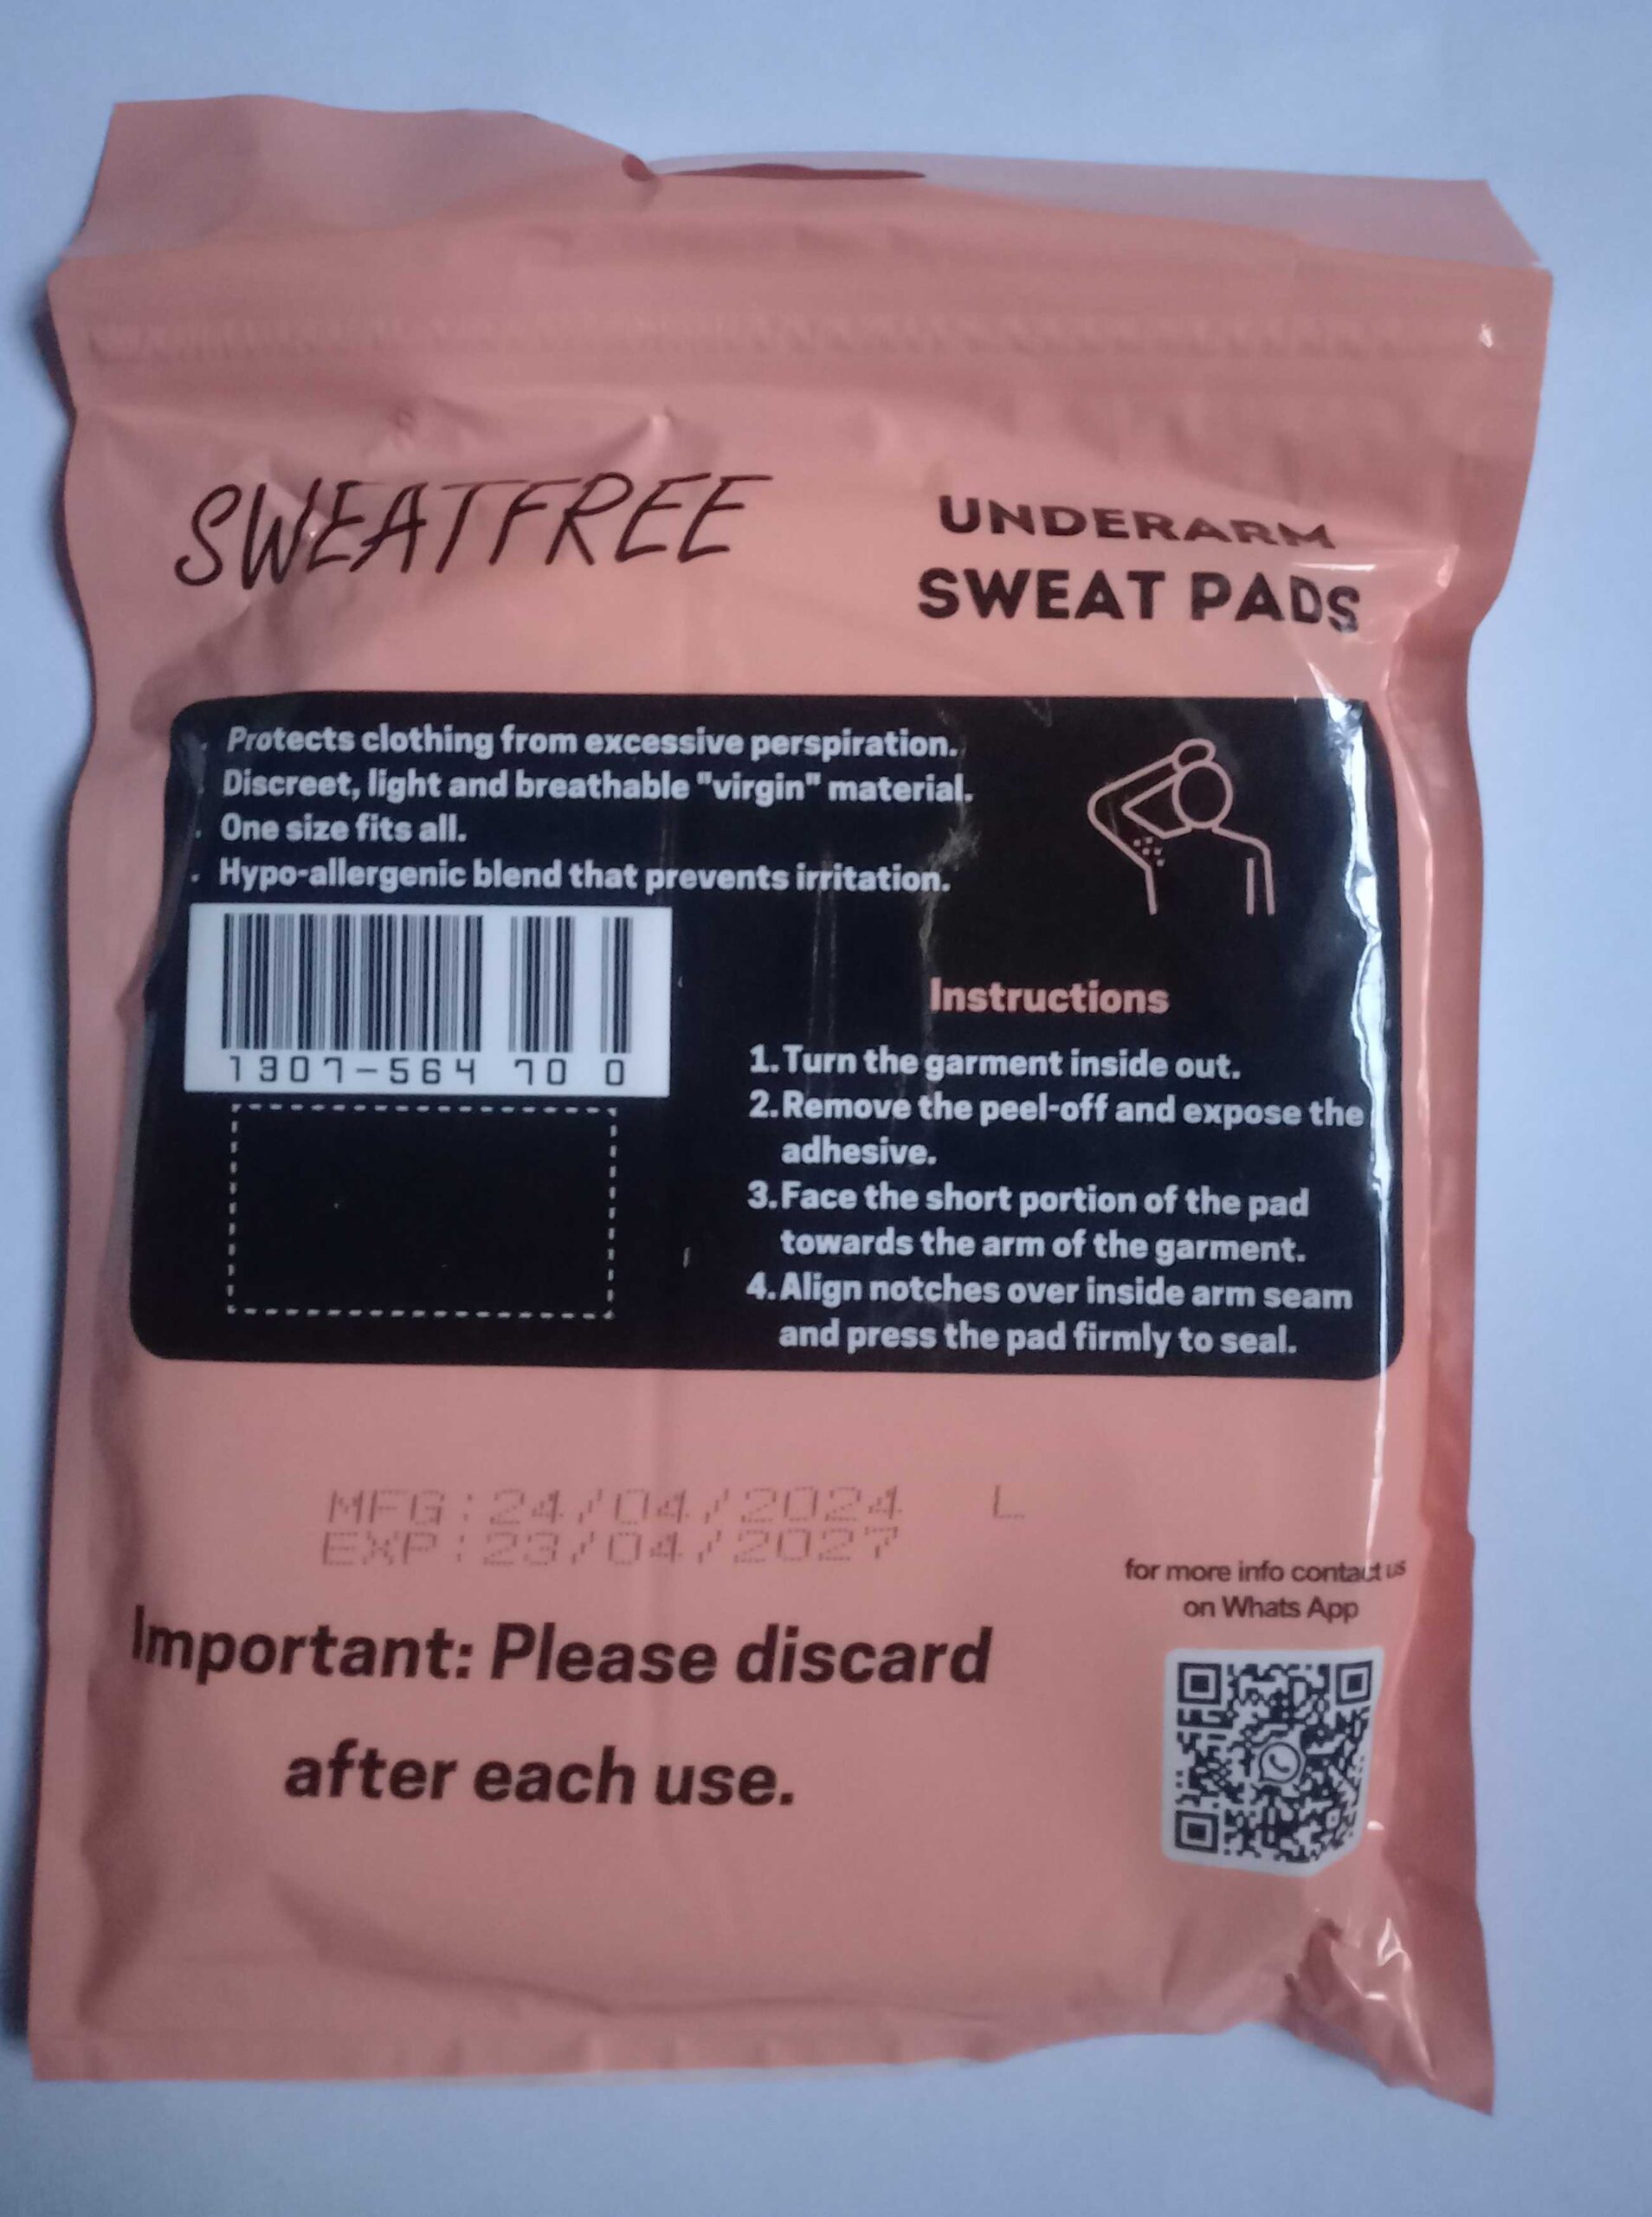 SWEATFREE
UNDERARM
SWEAT PADS
· Protects clothing from excessive perspiration.
· Discreet, light and breathable "virgin" material.
· One size fits all.
· Hypo-allergenic blend that prevents irritation.
1307-564 70 0
Instructions
1. Turn the garment inside out.
2. Remove the peel-off and expose the
adhesive.
3. Face the short portion of the pad
towards the arm of the garment.
4. Align notches over inside arm seam
and press the pad firmly to seal.
MFG:24/04/2024 L
EXP:23/04/2027
for more info contact us
on Whats App
Important: Please discard
after each use.